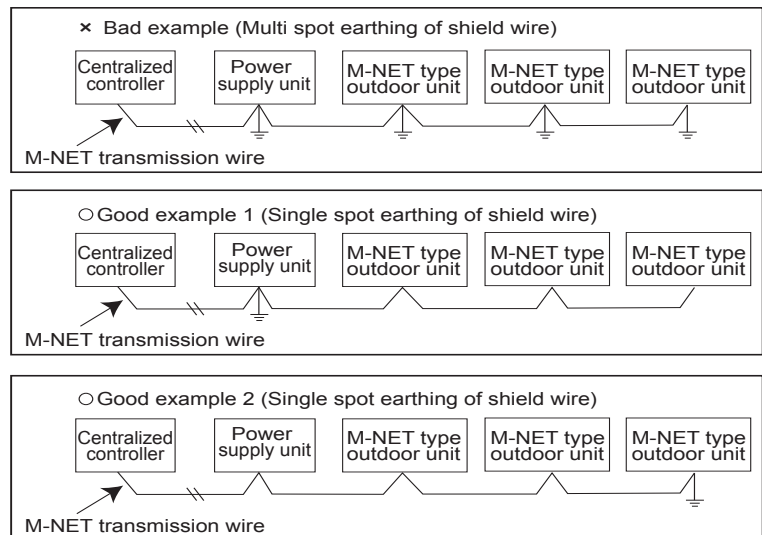 × Bad example (Multi spot earthing of shield wire)
Centralized controller
Power supply unit
M-NET type outdoor unit
M-NET type outdoor unit
M-NET type outdoor unit
M-NET transmission wire
○ Good example 1 (Single spot earthing of shield wire)
Centralized controller
Power supply unit
M-NET type outdoor unit
M-NET type outdoor unit
M-NET type outdoor unit
M-NET transmission wire
○ Good example 2 (Single spot earthing of shield wire)
Centralized controller
Power supply unit
M-NET type outdoor unit
M-NET type outdoor unit
M-NET type outdoor unit
M-NET transmission wire